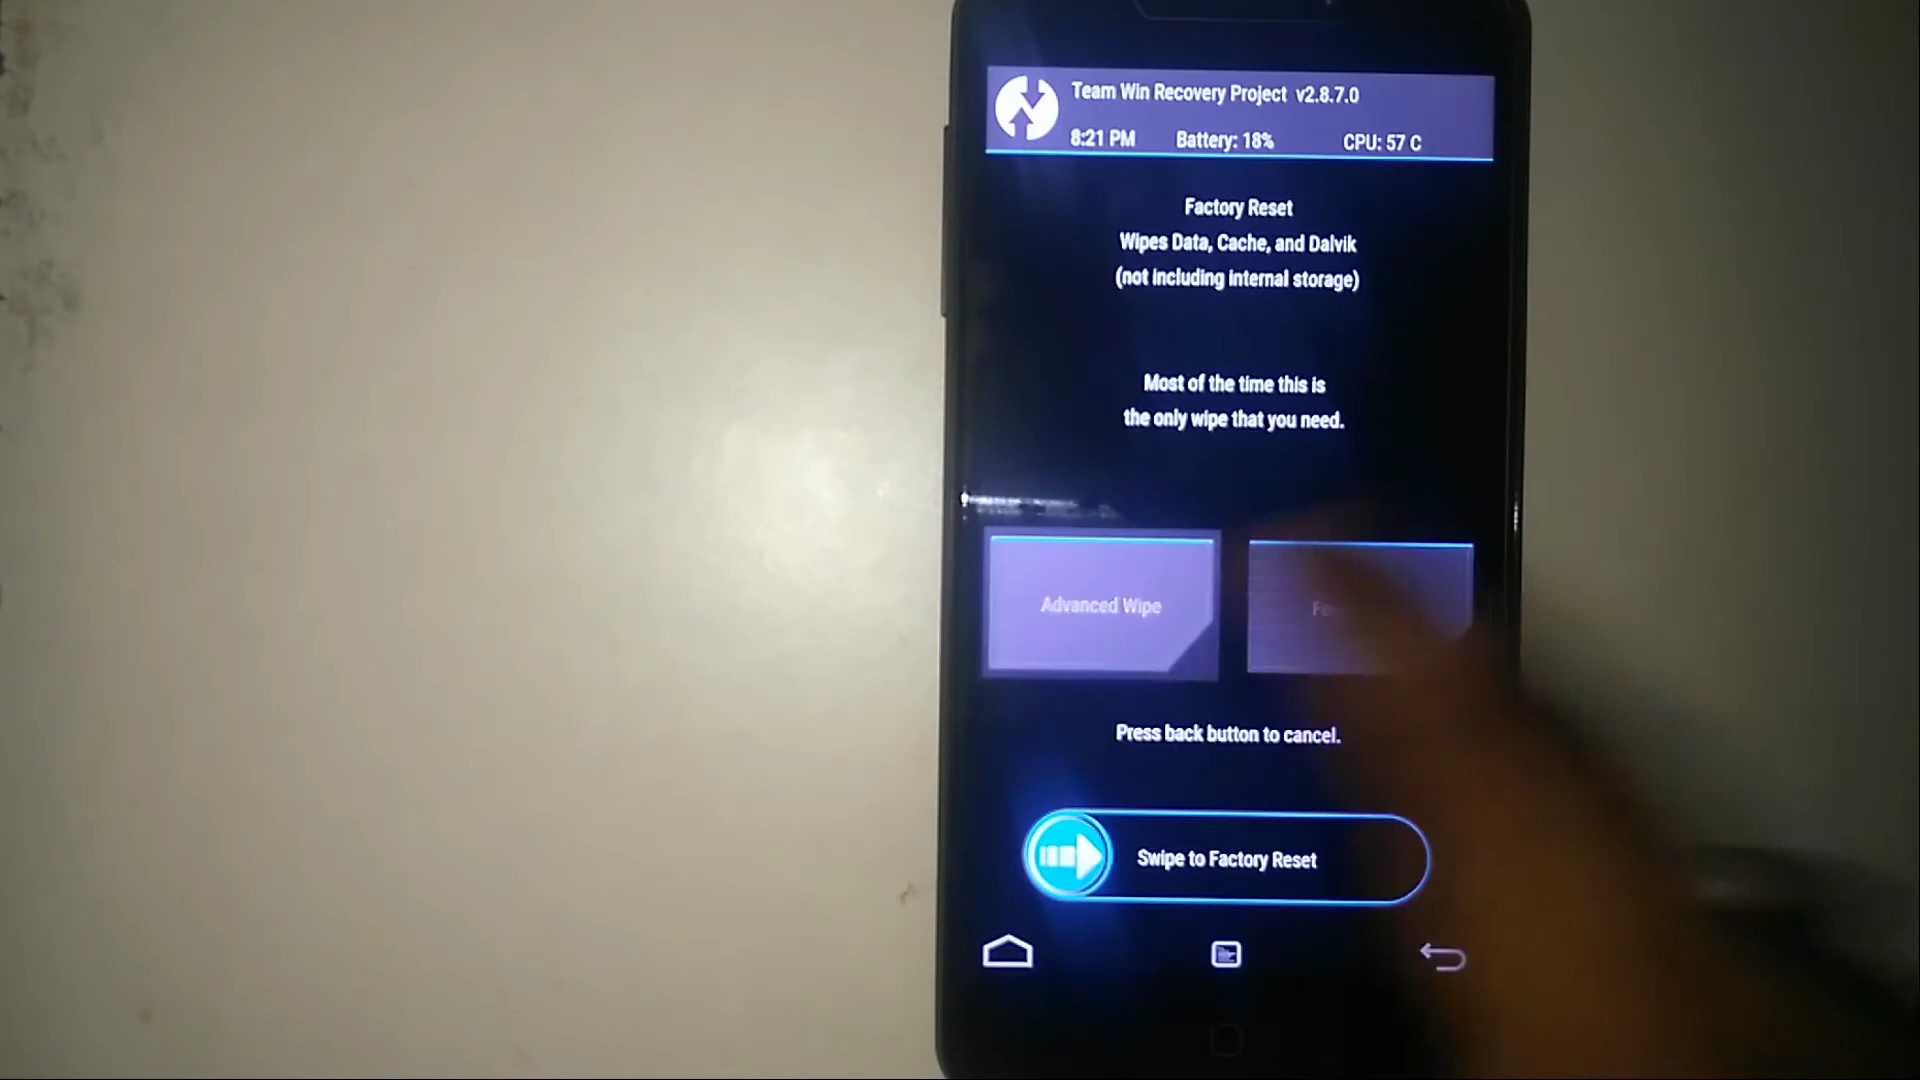 Team Win Recovery Project v2.8.7.0
8:21 PM Battery: 18% CPU: 57 C
Factory Reset
Wipes Data, Cache, and Dalvik
(not including internal storage)
Most of the time this is
the only wipe that you need.
Advanced Wipe
Press back button to cancel.
Swipe to Factory Reset